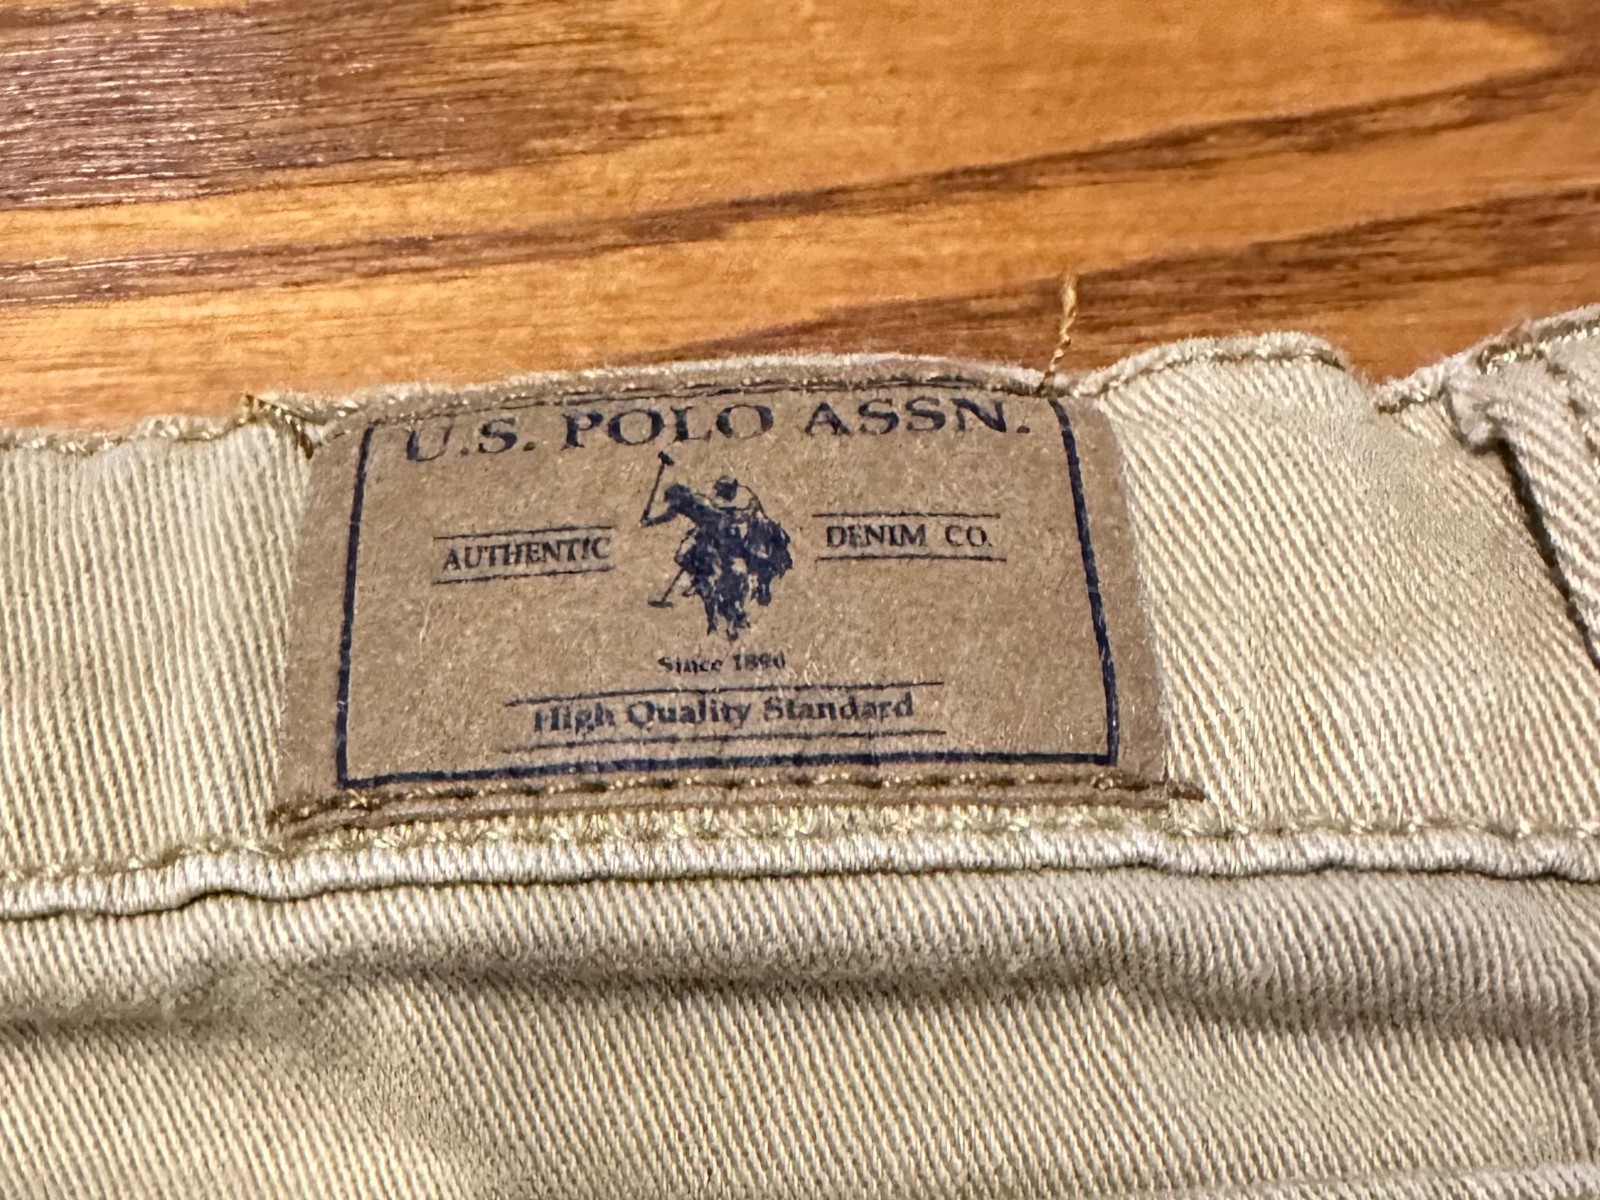 U.S. POLO ASSN.
AUTHENTIC DENIM CO.
Since 1890
High Quality Standard